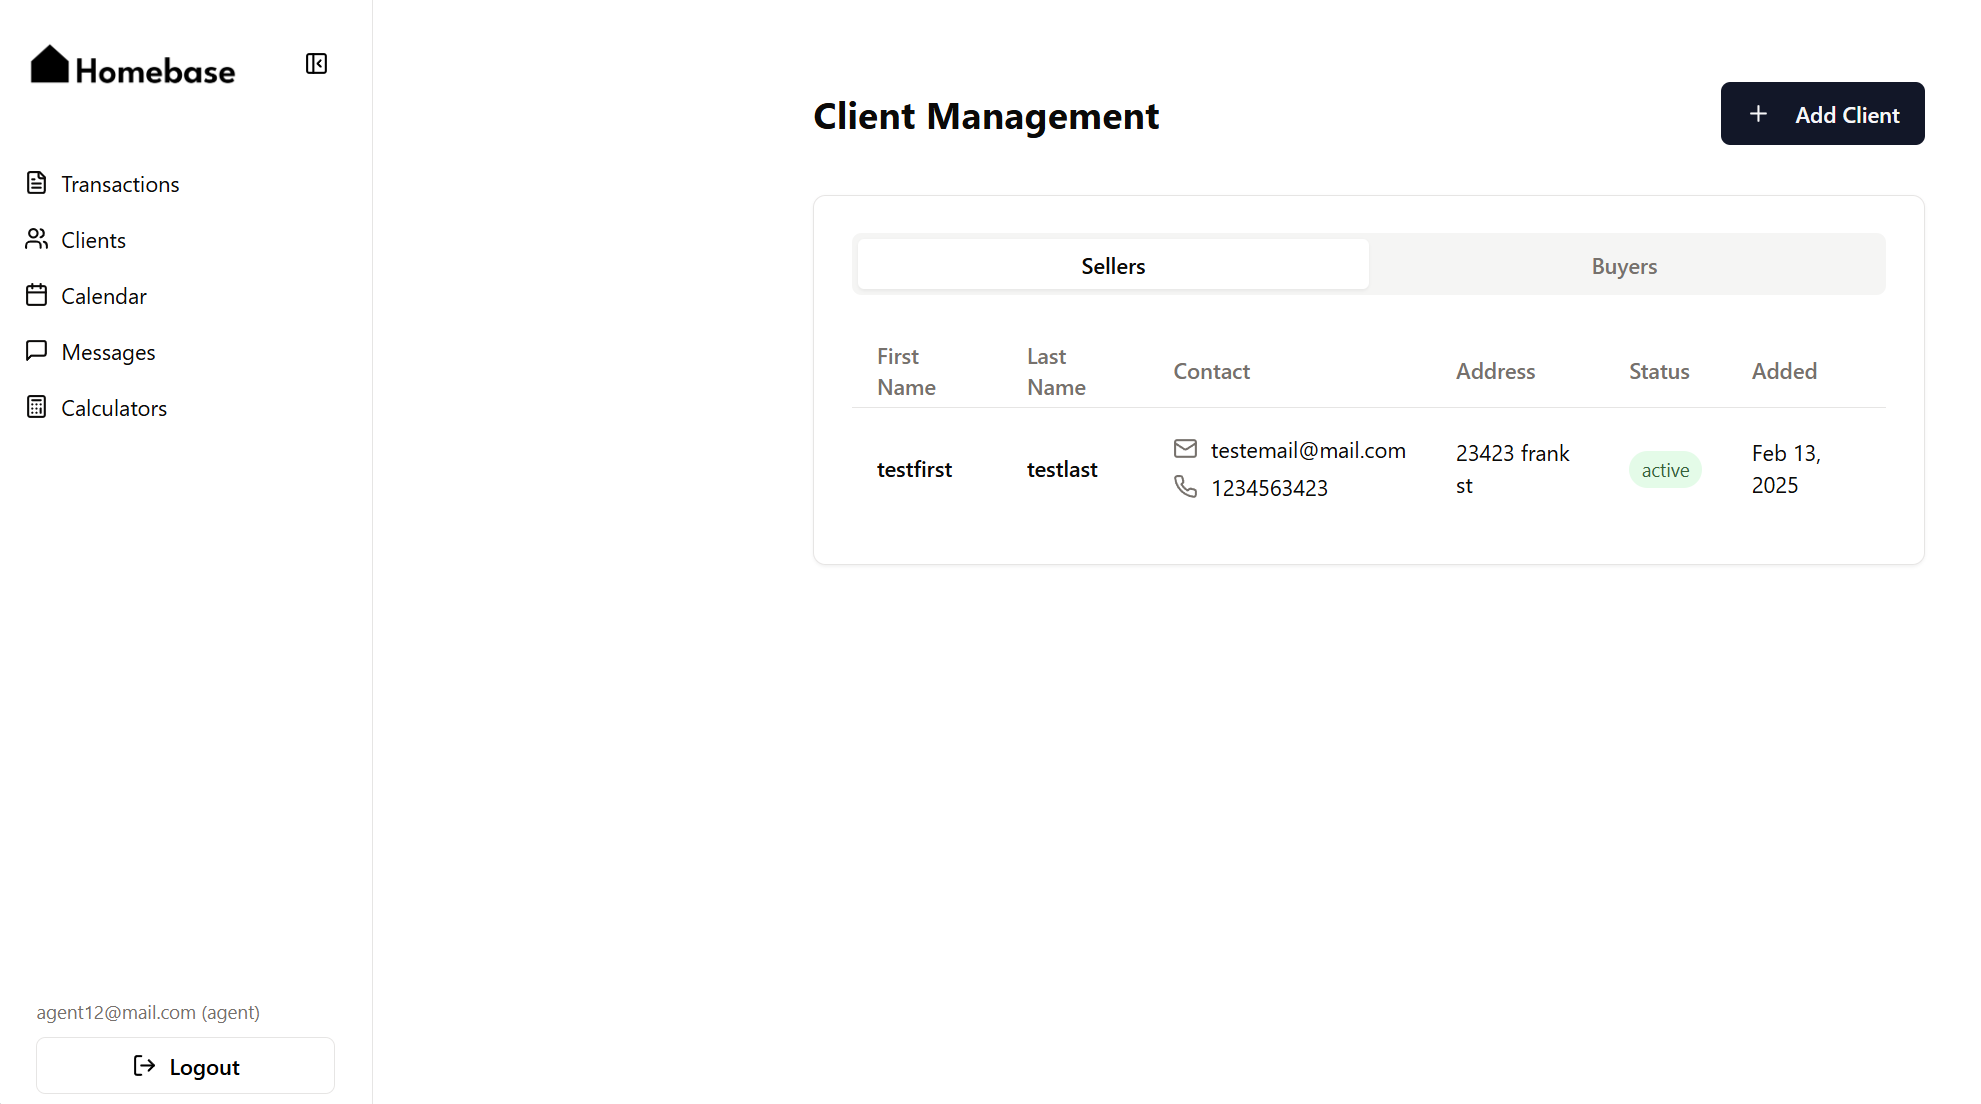 Homebase
Transactions
Clients
Calendar
Messages
Calculators
agent12@mail.com (agent)
Logout
Client Management
Add Client
Sellers
Buyers
First
Name
Last
Name
Contact
Address
Status
Added
testfirst
testlast
testemail@mail.com
1234563423
23423 frank
st
active
Feb 13,
2025